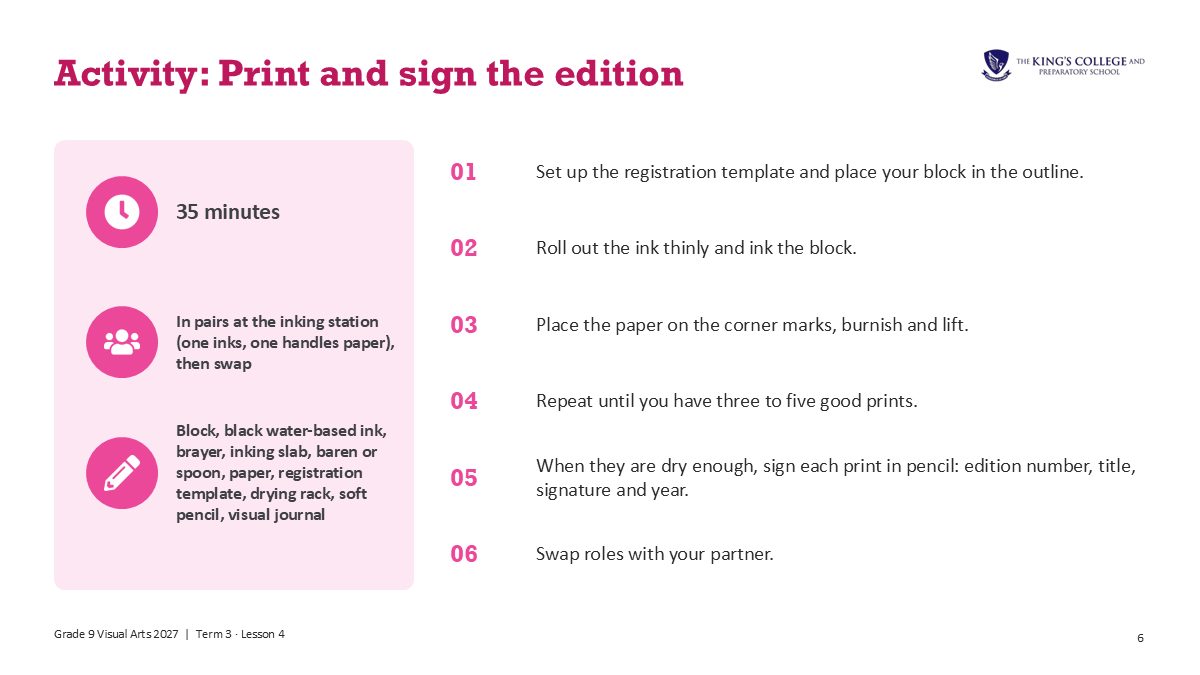 Activity: Print and sign the edition
THE KING'S COLLEGE AND
PREPARATORY SCHOOL
35 minutes
In pairs at the inking station
(one inks, one handles paper),
then swap
Block, black water-based ink,
brayer, inking slab, baren or
spoon, paper, registration
template, drying rack, soft
pencil, visual journal
01
Set up the registration template and place your block in the outline.
02
Roll out the ink thinly and ink the block.
03
Place the paper on the corner marks, burnish and lift.
04
Repeat until you have three to five good prints.
05
When they are dry enough, sign each print in pencil: edition number, title,
signature and year.
06
Swap roles with your partner.
Grade 9 Visual Arts 2027 | Term 3 · Lesson 4
6